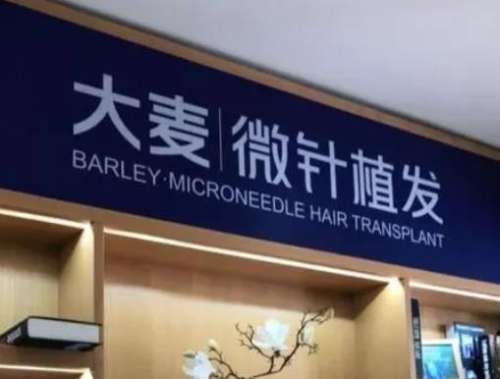 大麦|微针植发
BARLEY·MICRONEEDLE HAIR TRANSPLANT